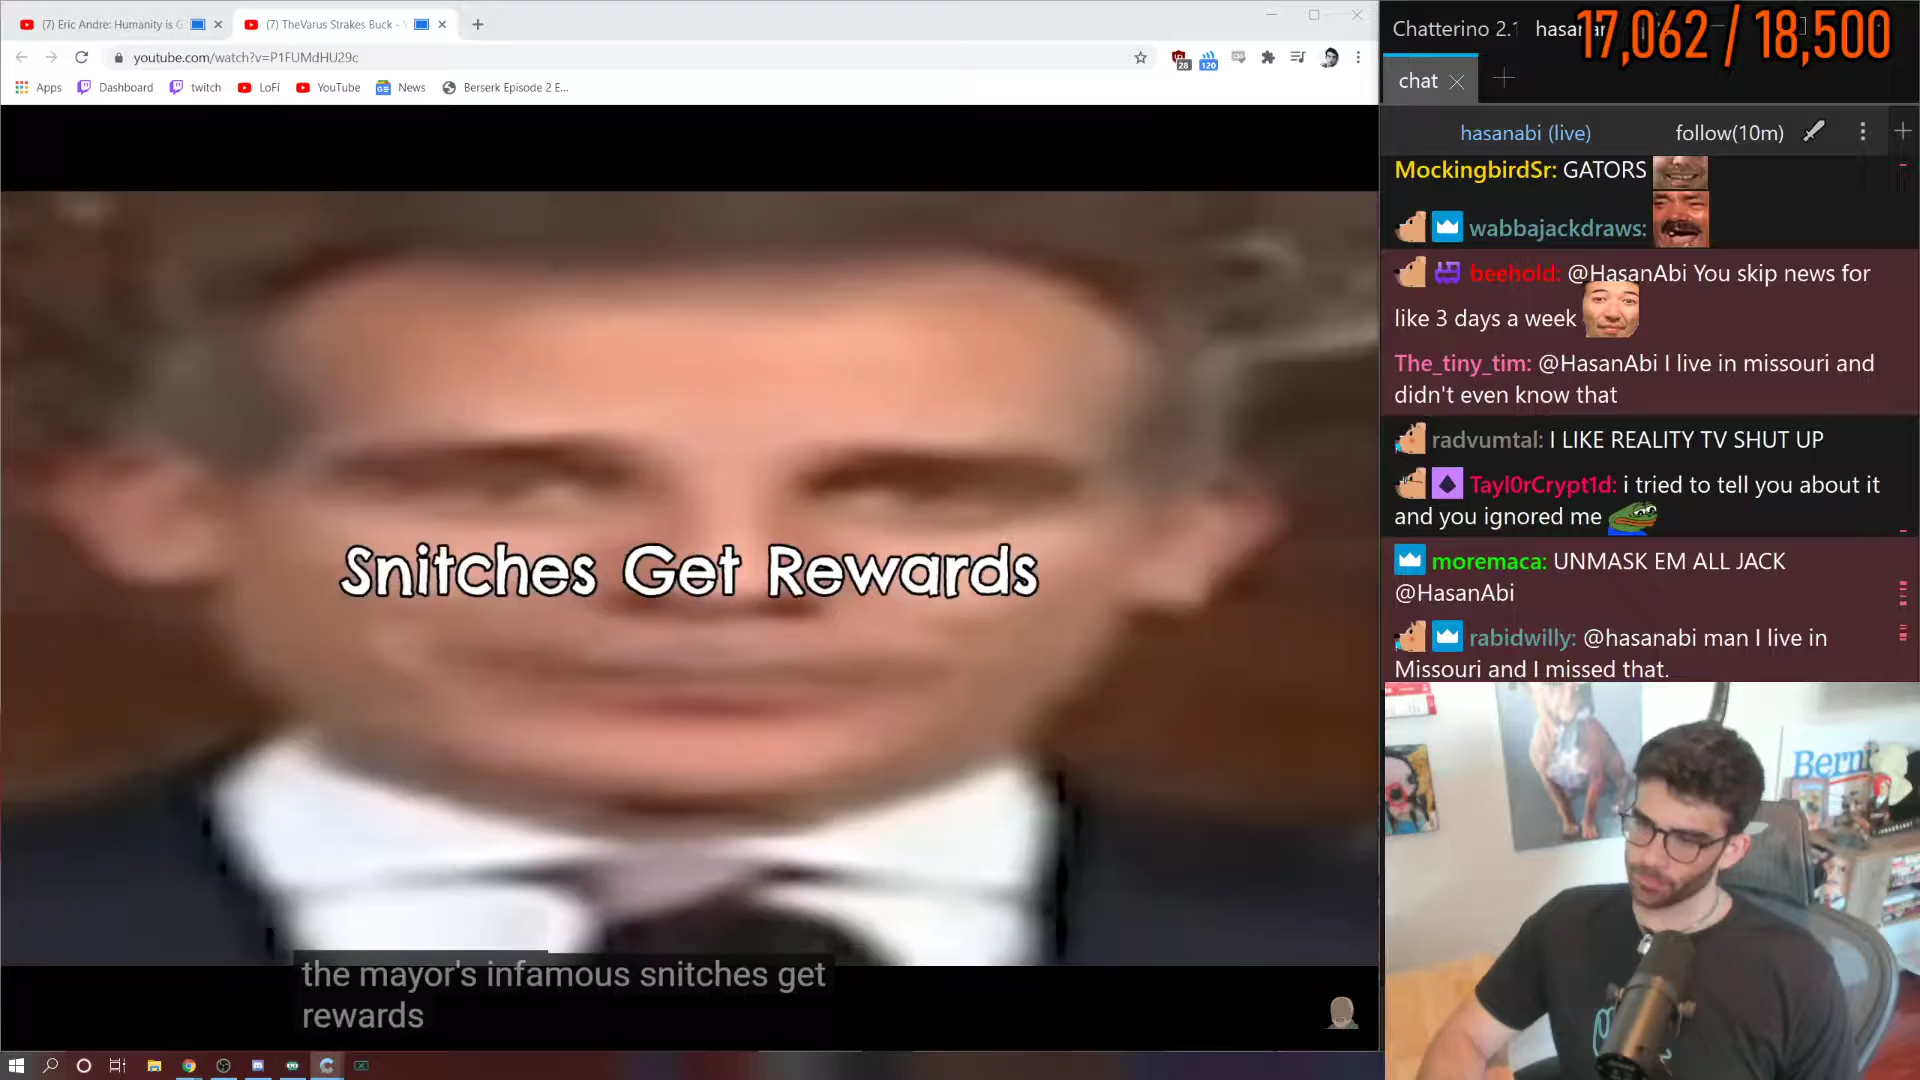 (7) Eric Andre: Humanity is G
(7) TheVarus Strakes Buck - Y
youtube.com/watch?v=P1FUMdHU29c
28
120
Apps
Dashboard
twitch
LoFi
YouTube
News
Berserk Episode 2 E...
Snitches Get Rewards
the mayor's infamous snitches get
rewards
Chatterino 2.1
17,062 / 18,500
chat
hasanabi (live)
follow(10m)
MockingbirdSr: GATORS
wabbajackdraws:
beehold: @HasanAbi You skip news for
like 3 days a week
The_tiny_tim: @HasanAbi I live in missouri and
didn't even know that
radvumtal: I LIKE REALITY TV SHUT UP
Tayl0rCrypt1d: i tried to tell you about it
and you ignored me
moremaca: UNMASK EM ALL JACK
@HasanAbi
rabidwilly: @hasanabi man I live in
Missouri and I missed that.
Bern